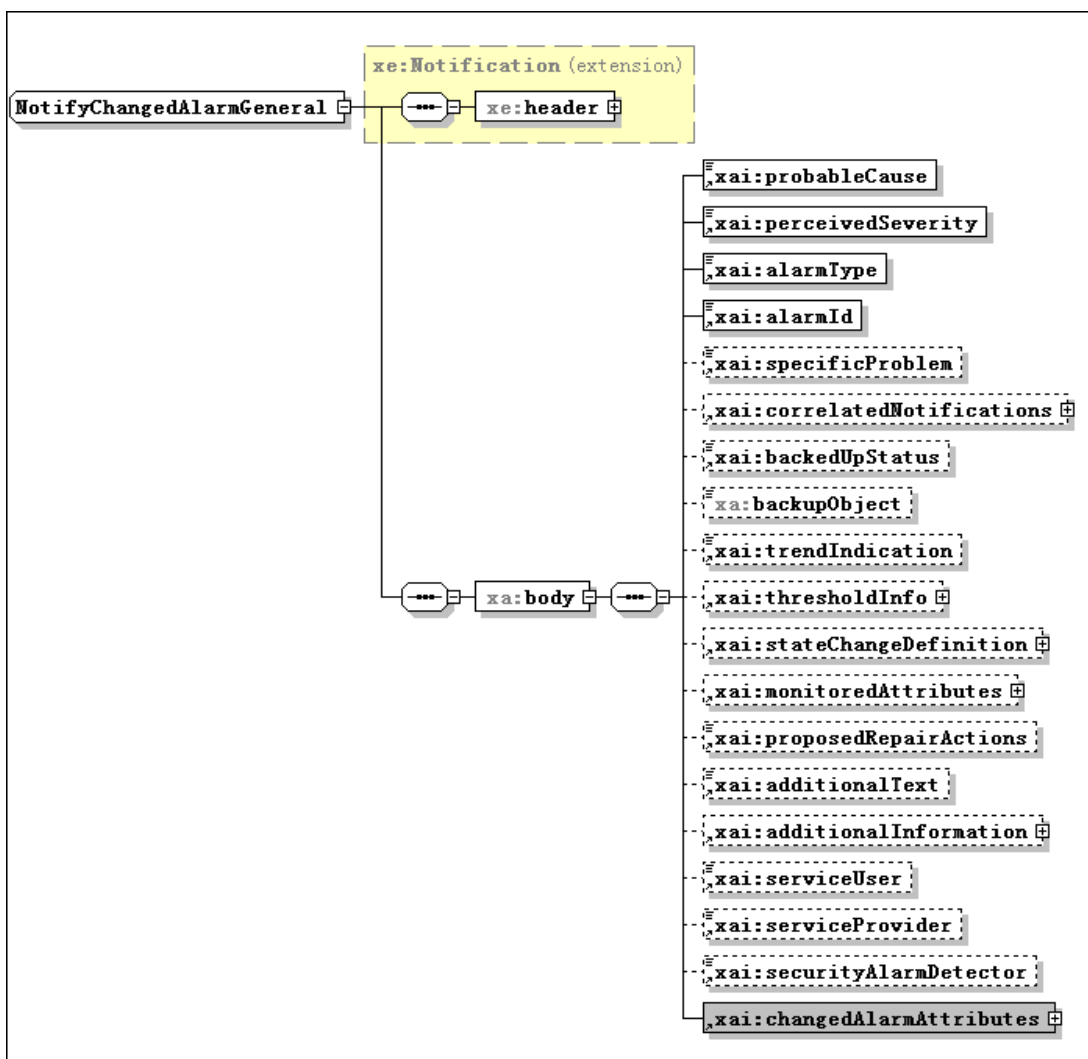 xe:Notification (extension)
NotifyChangedAlarmGeneral
xe:header
xai:probableCause
xai:perceivedSeverity
xai:alarmType
xai:alarmId
xai:specificProblem
xai:correlatedNotifications
xai:backedUpStatus
xa:backupObject
xai:trendIndication
xa:body
xai:thresholdInfo
xai:stateChangeDefinition
xai:monitoredAttributes
xai:proposedRepairActions
xai:additionalText
xai:additionalInformation
xai:serviceUser
xai:serviceProvider
xai:securityAlarmDetector
xai:changedAlarmAttributes